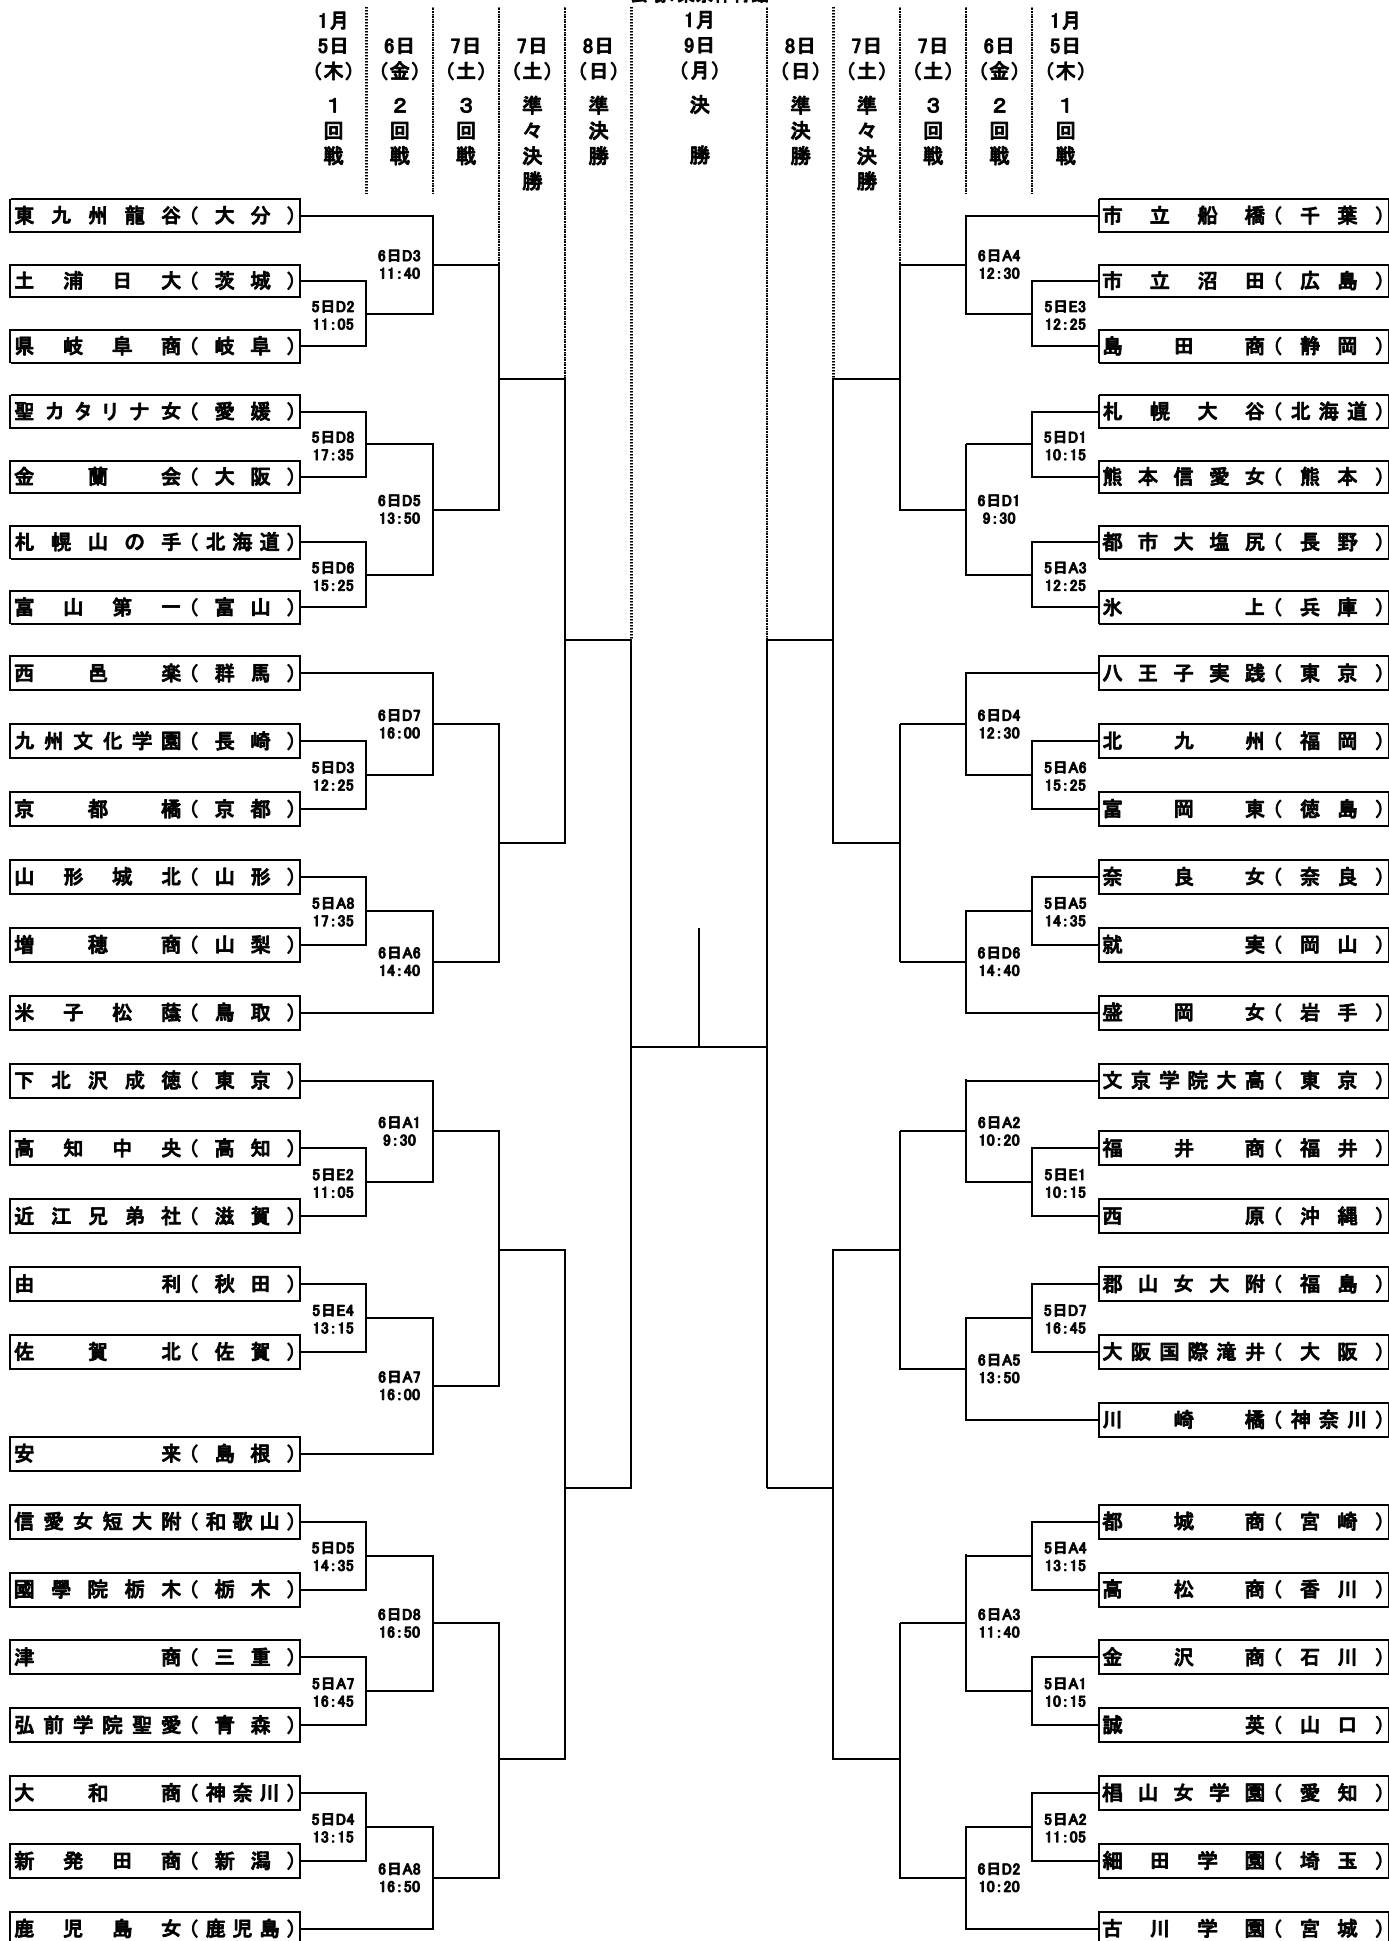 1月
5日
(木)
1回戦
6日
(金)
2回戦
7日
(土)
3回戦
7日
(土)
準々決勝
8日
(日)
準決勝
1月
9日
(月)
決勝
8日
(日)
準決勝
7日
(土)
準々決勝
7日
(土)
3回戦
6日
(金)
2回戦
1月
5日
(木)
1回戦
東九州龍谷(大分)
6日D3
11:40
土浦日大(茨城)
5日D2
11:05
県岐阜商(岐阜)
聖カタリナ女(愛媛)
5日D8
17:35
金蘭会(大阪)
6日D5
13:50
札幌山の手(北海道)
5日D6
15:25
富山第一(富山)
西邑楽(群馬)
6日D7
16:00
九州文化学園(長崎)
5日D3
12:25
京都橘(京都)
山形城北(山形)
5日A8
17:35
増穂商(山梨)
6日A6
14:40
米子松蔭(鳥取)
下北沢成徳(東京)
6日A1
9:30
高知中央(高知)
5日E2
11:05
近江兄弟社(滋賀)
由利(秋田)
5日E4
13:15
佐賀北(佐賀)
6日A7
16:00
安来(島根)
信愛女短大附(和歌山)
5日D5
14:35
國學院栃木(栃木)
6日D8
16:50
津商(三重)
5日A7
16:45
弘前学院聖愛(青森)
大和商(神奈川)
5日D4
13:15
新発田商(新潟)
6日A8
16:50
鹿児島女(鹿児島)
市立船橋(千葉)
6日A4
12:30
市立沼田(広島)
5日E3
12:25
島田商(静岡)
札幌大谷(北海道)
5日D1
10:15
熊本信愛女(熊本)
6日D1
9:30
都市大塩尻(長野)
5日A3
12:25
氷上(兵庫)
八王子実践(東京)
6日D4
12:30
北九州(福岡)
5日A6
15:25
富岡東(徳島)
奈良女(奈良)
5日A5
14:35
就実(岡山)
6日D6
14:40
盛岡女(岩手)
文京学院大高(東京)
6日A2
10:20
福井商(福井)
5日E1
10:15
西原(沖縄)
郡山女大附(福島)
5日D7
16:45
大阪国際滝井(大阪)
6日A5
13:50
川崎橘(神奈川)
都城商(宮崎)
5日A4
13:15
高松商(香川)
6日A3
11:40
金沢商(石川)
5日A1
10:15
誠英(山口)
椙山女学園(愛知)
5日A2
11:05
細田学園(埼玉)
6日D2
10:20
古川学園(宮城)